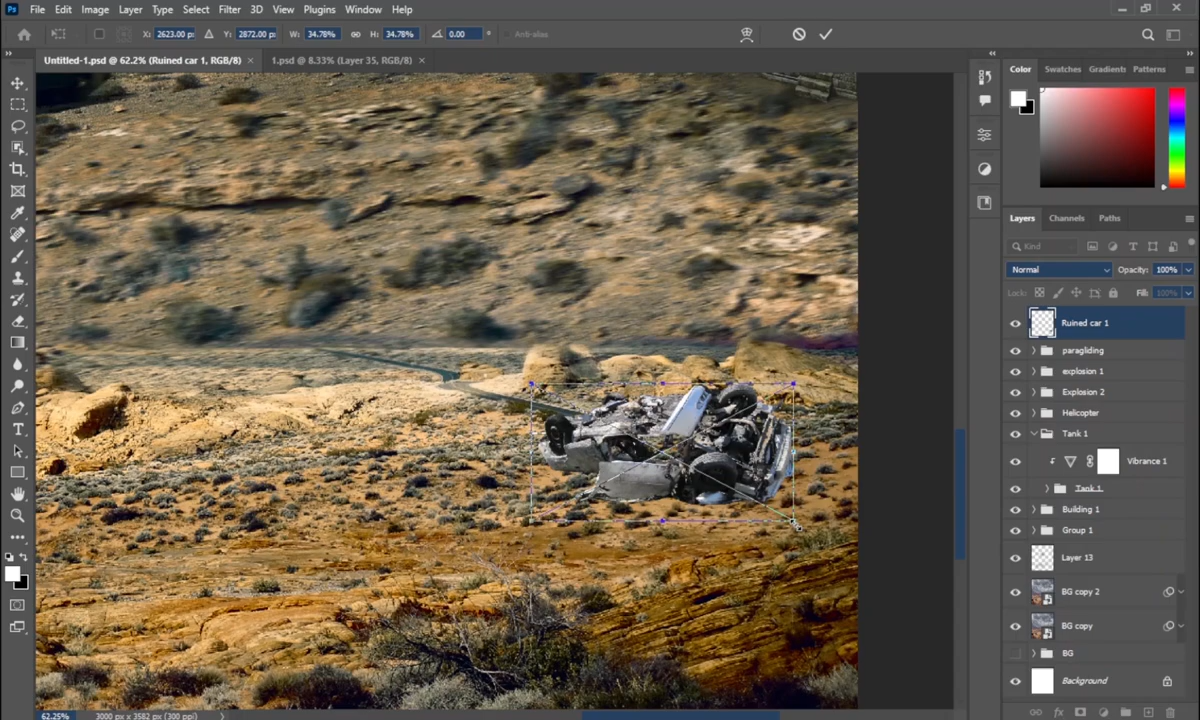 Ps File Edit Image Layer Type Select Filter 3D View Plugins Window Help
X: 2623.00 px Y: 2872.00 px W: 34.78% H: 34.78% 0.00 ° Anti-alias
Untitled-1.psd @ 62.2% (Ruined car 1, RGB/8) × 1.psd @ 8.33% (Layer 35, RGB/8) ×
Color Swatches Gradients Patterns
Layers Channels Paths
Kind
Normal Opacity: 100%
Lock: Fill: 100%
Ruined car 1
paragliding
explosion 1
Explosion 2
Helicopter
Tank 1
Vibrance 1
Tank 1
Building 1
Group 1
Layer 13
BG copy 2
BG copy
BG
Background
62.25% 3000 px x 3582 px (300 ppi)